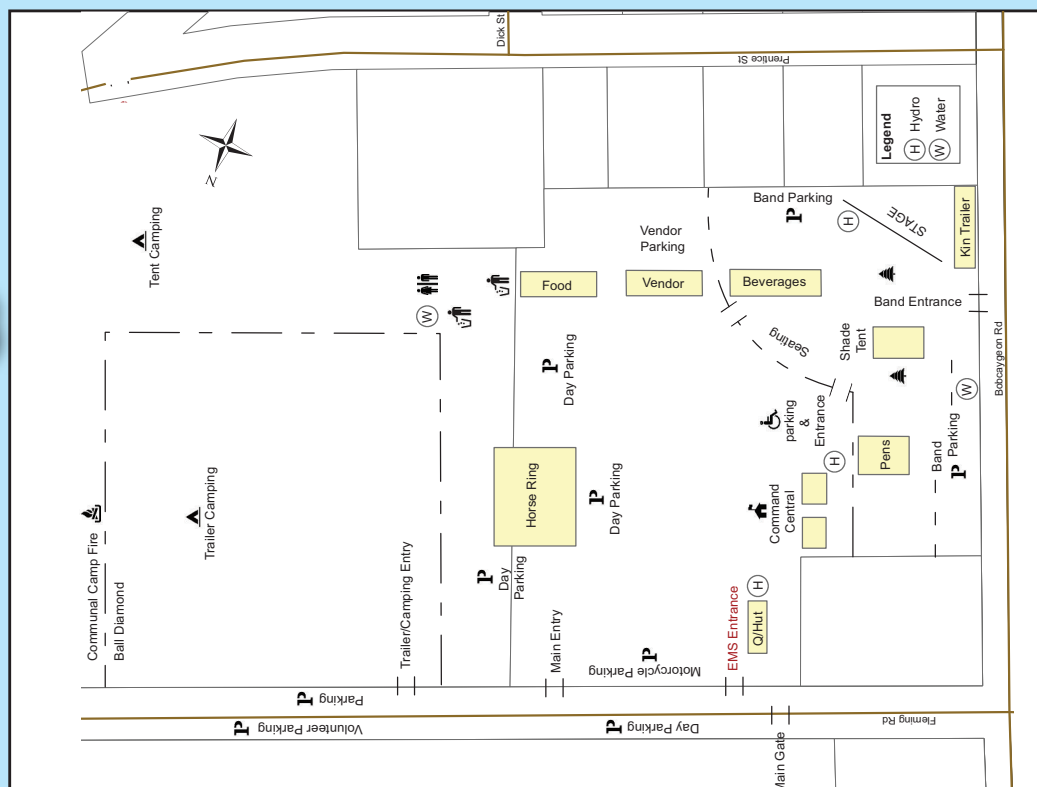 Dick St
Prentice St
N
Legend
H Hydro
W Water
Tent Camping
Band Parking
P
H
STAGE
Kin Trailer
Vendor
Parking
Food
Vendor
Beverages
Band Entrance
W
Seating
Shade
Tent
Bobcaygeon Rd
P
Day Parking
W
parking
&
Entrance
Band
Parking
P
Pens
H
Horse Ring
P
Day Parking
Command
Central
Communal Camp Fire
Ball Diamond
Trailer Camping
P
Day
Parking
Trailer/Camping Entry
Main Entry
P
Motorcycle Parking
EMS Entrance
H
Q/Hut
P
Parking
P
Volunteer Parking
P
Day Parking
Fleming Rd
Main Gate